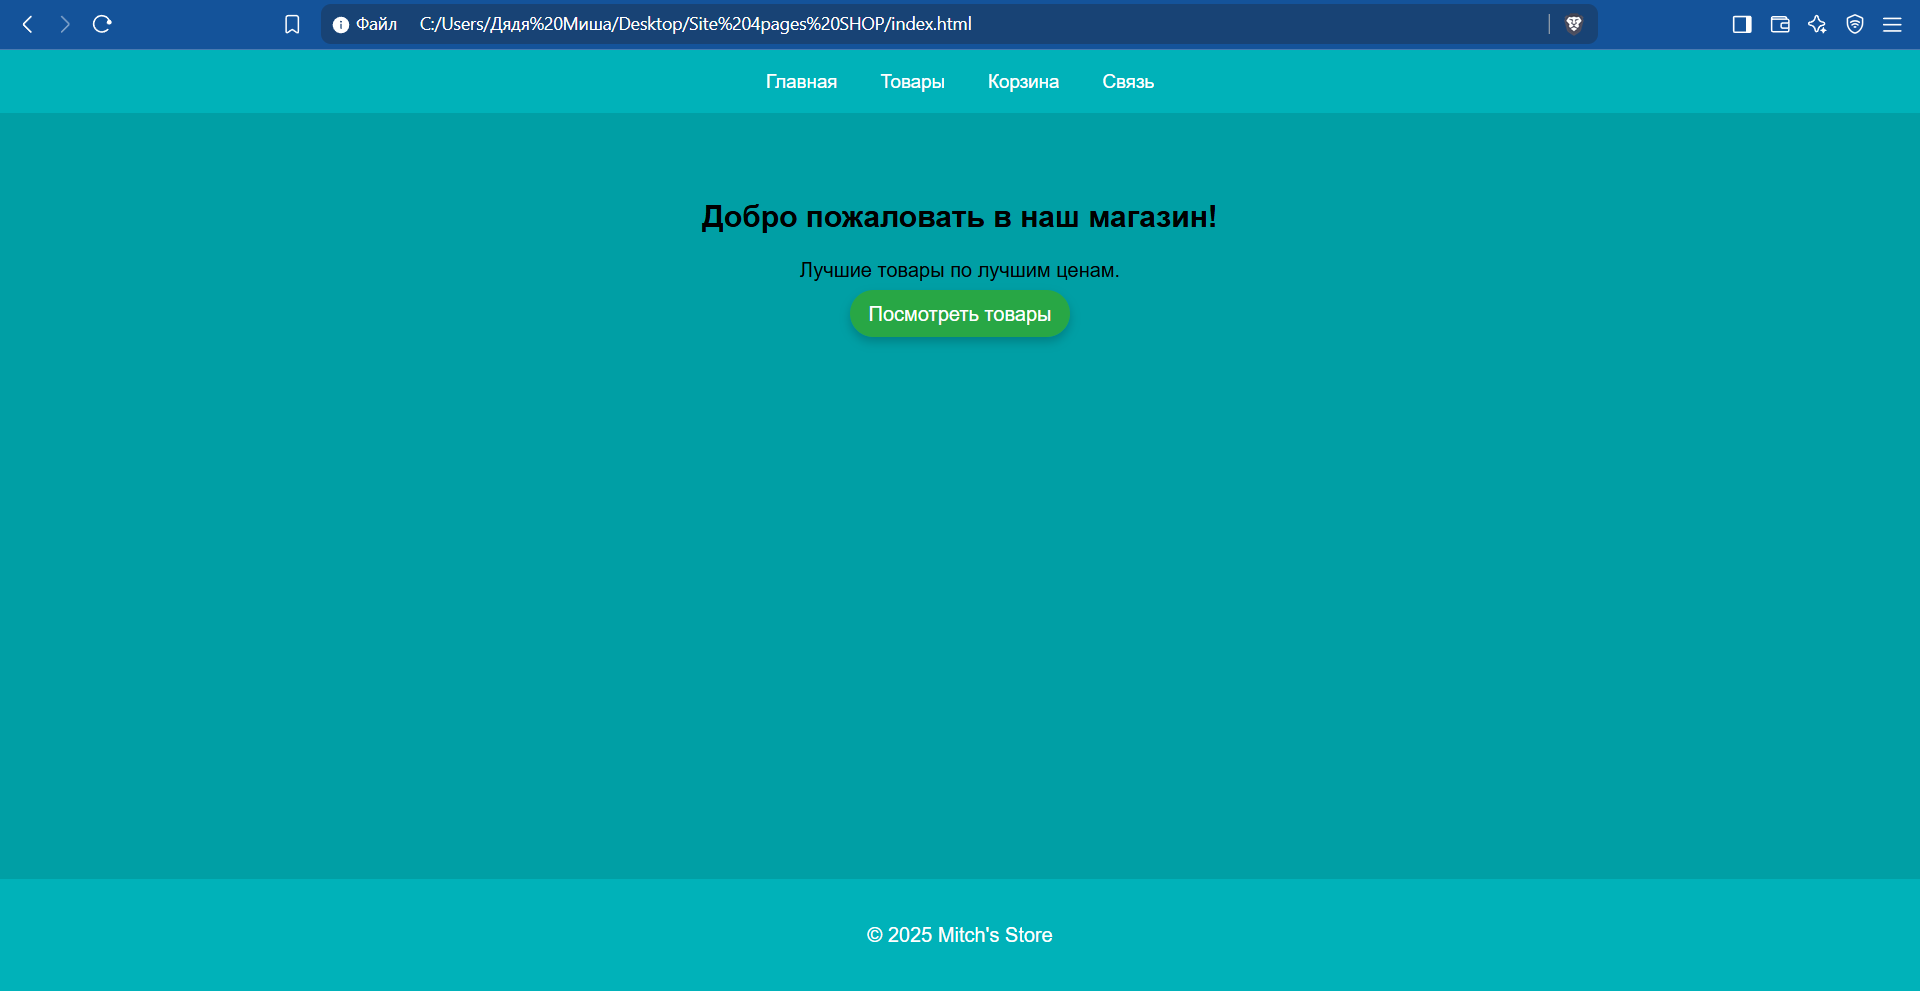 Файл C:/Users/Дядя%20Миша/Desktop/Site%204pages%20SHOP/index.html
Главная Товары Корзина Связь
Добро пожаловать в наш магазин!
Лучшие товары по лучшим ценам.
Посмотреть товары
© 2025 Mitch's Store